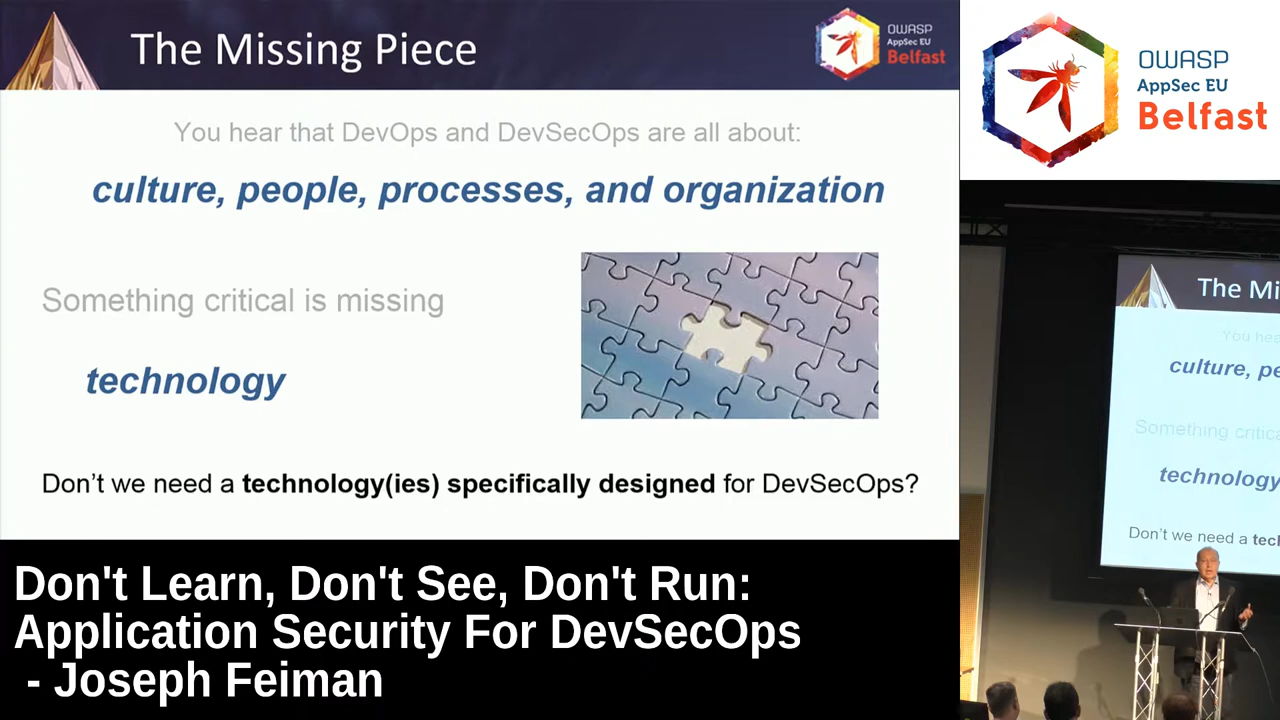 The Missing Piece
OWASP
AppSec EU
Belfast
You hear that DevOps and DevSecOps are all about:
culture, people, processes, and organization
Something critical is missing
technology
Don't we need a technology(ies) specifically designed for DevSecOps?
OWASP
AppSec EU
Belfast
The Mi
You hea
culture, pe
Something critica
technology
Don't we need a tech
Don't Learn, Don't See, Don't Run:
Application Security For DevSecOps
- Joseph Feiman